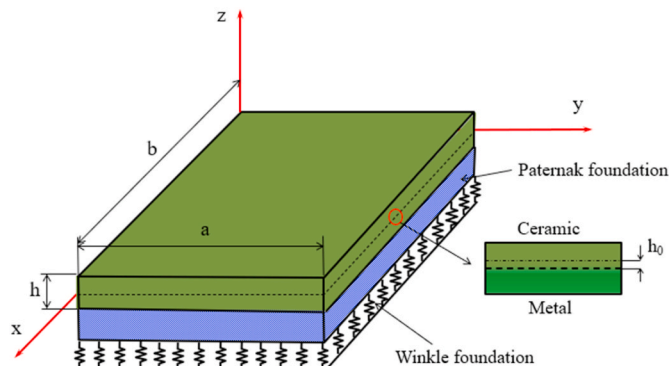 z
y
b
Paternak foundation
a
Ceramic
h₀
h
Metal
x
Winkle foundation